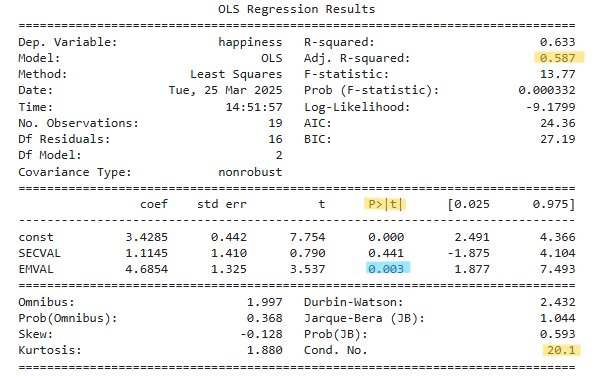 OLS Regression Results
==============================================================================
Dep. Variable: happiness R-squared: 0.633
Model: OLS Adj. R-squared: 0.587
Method: Least Squares F-statistic: 13.77
Date: Tue, 25 Mar 2025 Prob (F-statistic): 0.000332
Time: 14:51:57 Log-Likelihood: -9.1799
No. Observations: 19 AIC: 24.36
Df Residuals: 16 BIC: 27.19
Df Model: 2
Covariance Type: nonrobust
==============================================================================
coef std err t P>|t| [0.025 0.975]
------------------------------------------------------------------------------
const 3.4285 0.442 7.754 0.000 2.491 4.366
SECVAL 1.1145 1.410 0.790 0.441 -1.875 4.104
EMVAL 4.6854 1.325 3.537 0.003 1.877 7.493
==============================================================================
Omnibus: 1.997 Durbin-Watson: 2.432
Prob(Omnibus): 0.368 Jarque-Bera (JB): 1.044
Skew: -0.128 Prob(JB): 0.593
Kurtosis: 1.880 Cond. No. 20.1
==============================================================================